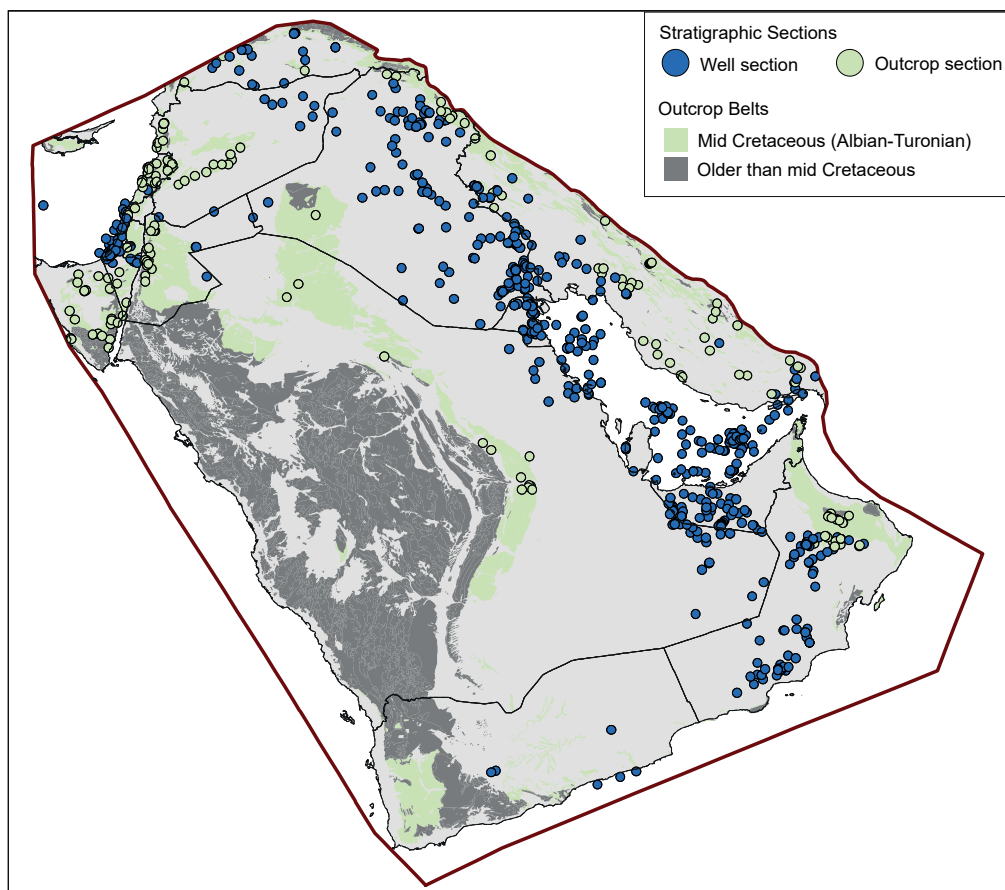 Stratigraphic Sections
Well section
Outcrop section
Outcrop Belts
Mid Cretaceous (Albian-Turonian)
Older than mid Cretaceous